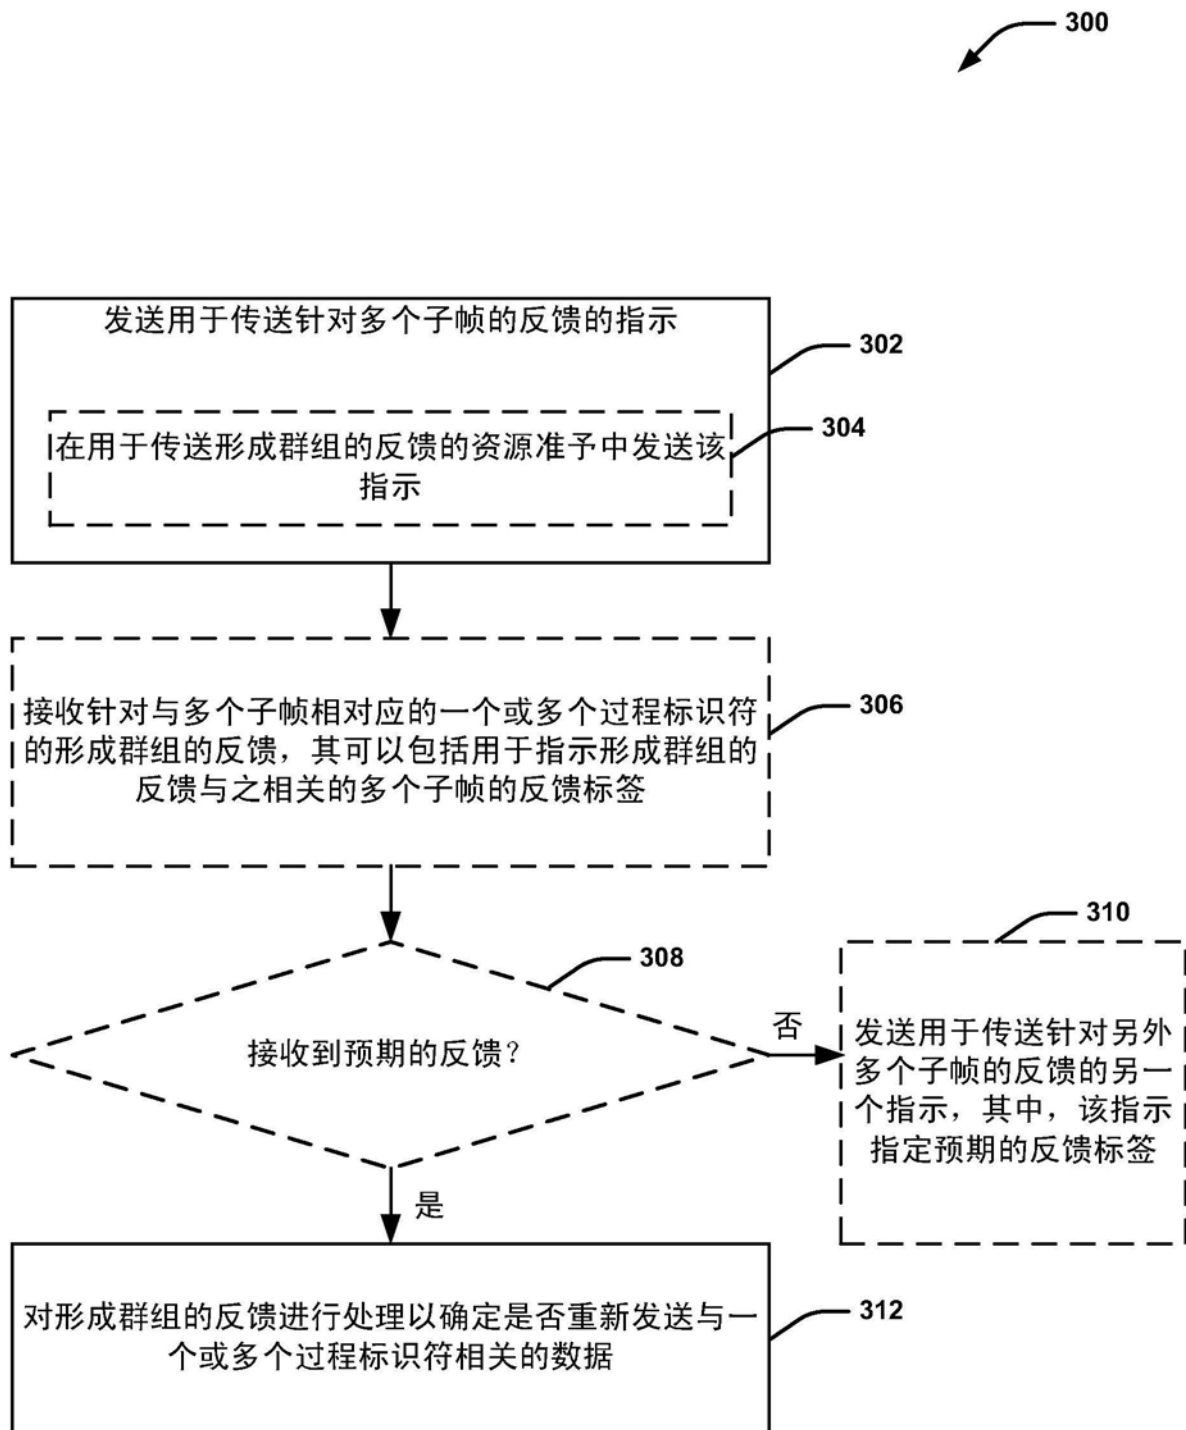 300
发送用于传送针对多个子帧的反馈的指示
302
在用于传送形成群组的反馈的资源准予中发送该
指示
304
接收针对与多个子帧相对应的一个或多个过程标识符
的形成群组的反馈，其可以包括用于指示形成群组的
反馈与之相关的多个子帧的反馈标签
306
接收到预期的反馈？
308
否
310
发送用于传送针对另外
多个子帧的反馈的另一
个指示，其中，该指示
指定预期的反馈标签
是
对形成群组的反馈进行处理以确定是否重新发送与一
个或多个过程标识符相关的数据
312